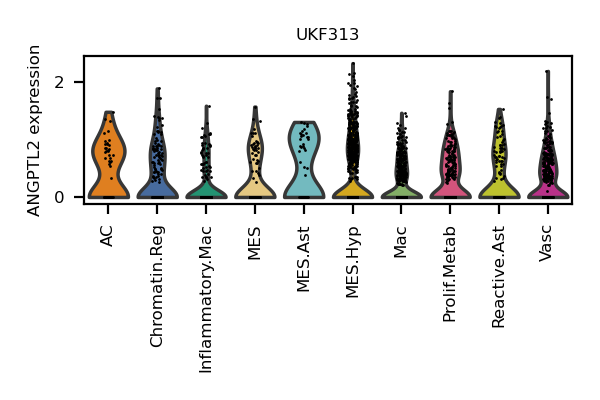 UKF313
ANGPTL2 expression
2
0
AC
Chromatin.Reg
Inflammatory.Mac
MES
MES.Ast
MES.Hyp
Mac
Prolif.Metab
Reactive.Ast
Vasc